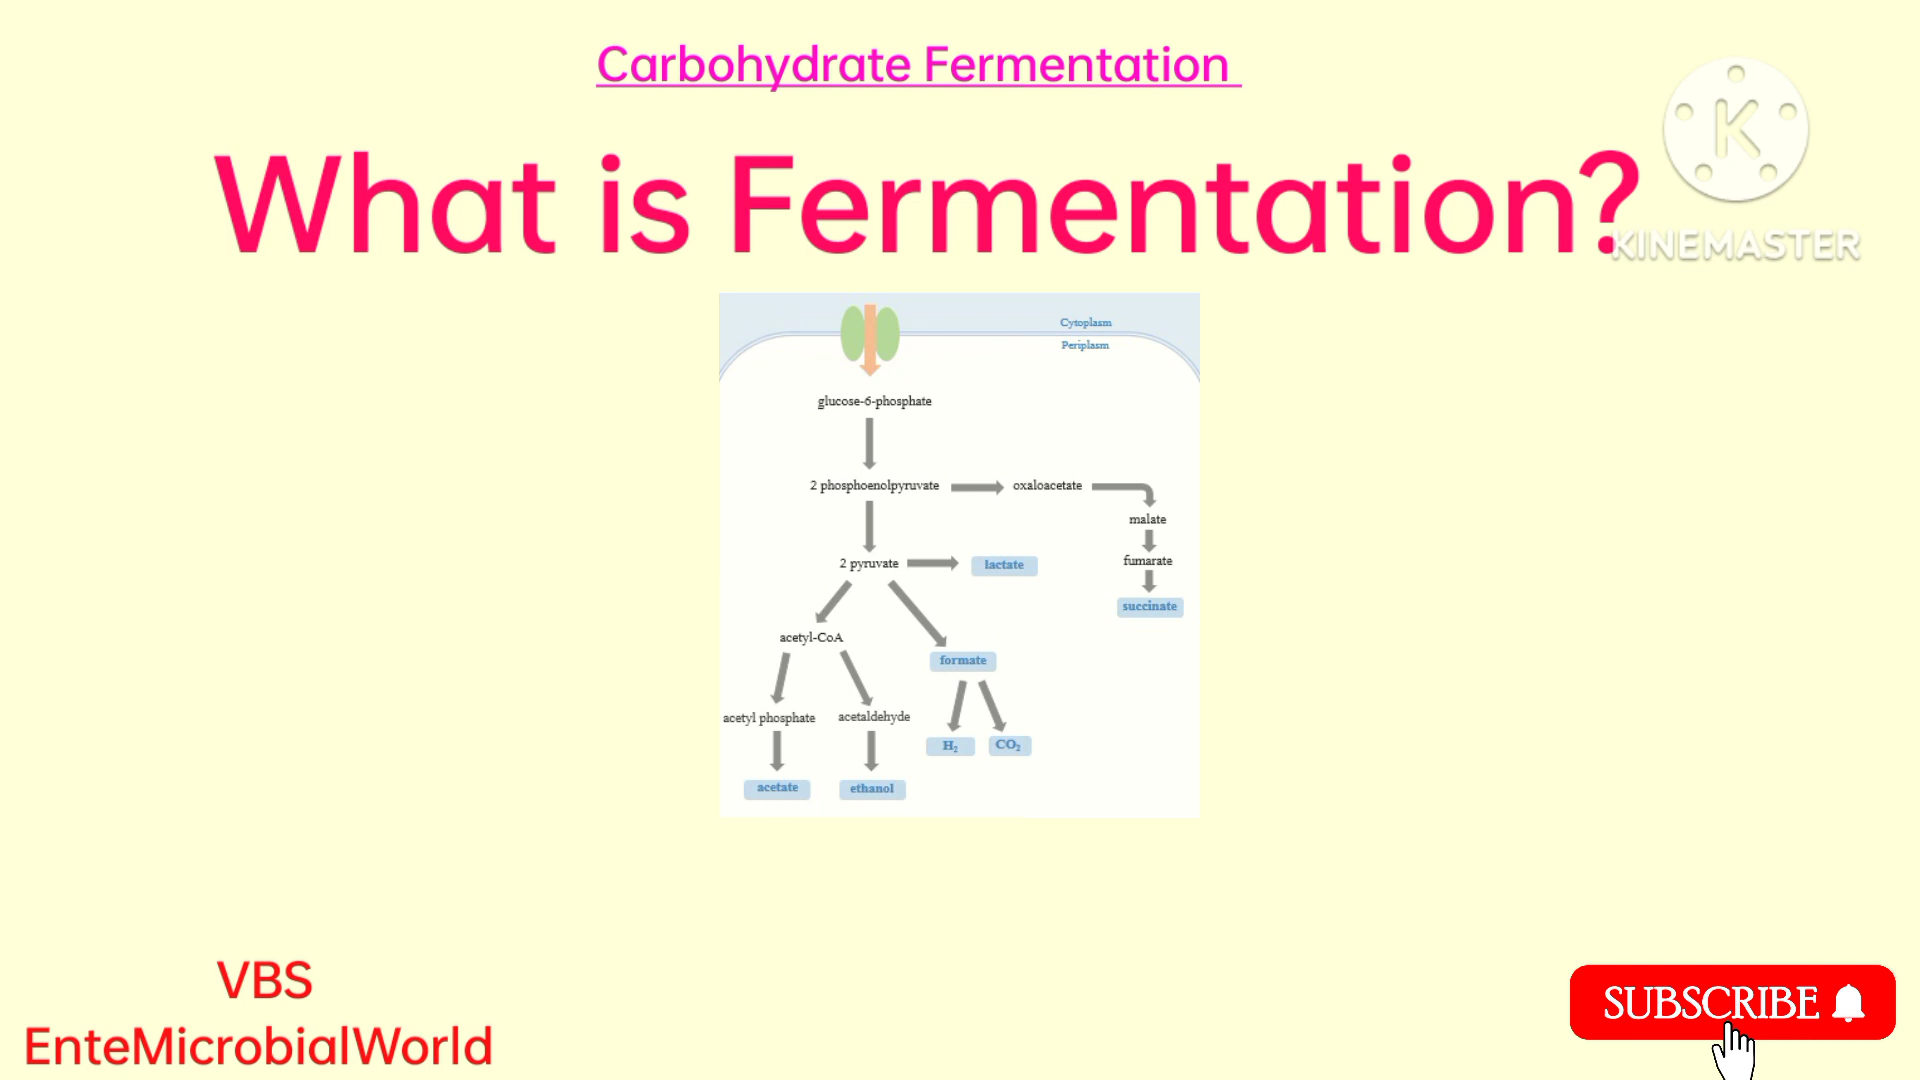 Carbohydrate Fermentation
What is Fermentation?
K
KINEMASTER
Cytoplasm
Periplasm
glucose-6-phosphate
2 phosphoenolpyruvate
oxaloacetate
malate
2 pyruvate
lactate
fumarate
succinate
acetyl-CoA
formate
acetyl phosphate
acetaldehyde
H₂
CO₂
acetate
ethanol
VBS
EnteMicrobialWorld
SUBSCRIBE